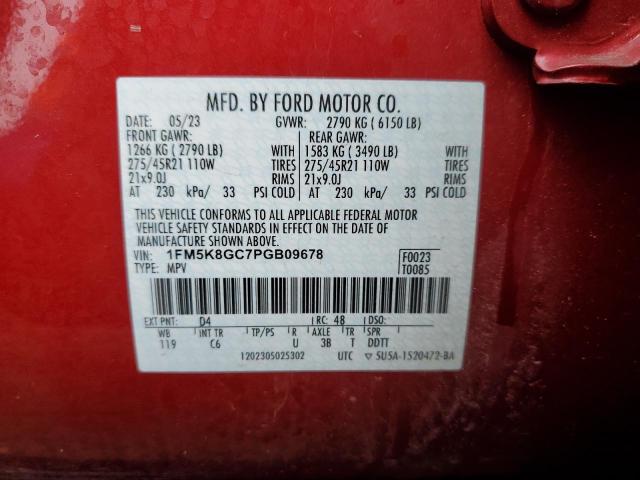 MFD. BY FORD MOTOR CO.
DATE: 05/23 GVWR: 2790 KG ( 6150 LB)
FRONT GAWR: REAR GAWR:
1266 KG ( 2790 LB) WITH 1583 KG ( 3490 LB) WITH
275/45R21 110W TIRES 275/45R21 110W TIRES
21x9.0J RIMS 21x9.0J RIMS
AT 230 kPa/ 33 PSI COLD AT 230 kPa/ 33 PSI COLD
THIS VEHICLE CONFORMS TO ALL APPLICABLE FEDERAL MOTOR
VEHICLE SAFETY STANDARDS IN EFFECT ON THE DATE OF
MANUFACTURE SHOWN ABOVE.
VIN: 1FM5K8GC7PGB09678 F0023
TYPE: MPV T0085
EXT PNT: D4 RC: 48 DSO:
WB INT TR TP/PS R AXLE TR SPR
119 C6 U 3B T DDTT
1202305025302 UTC SU5A-1520472-BA